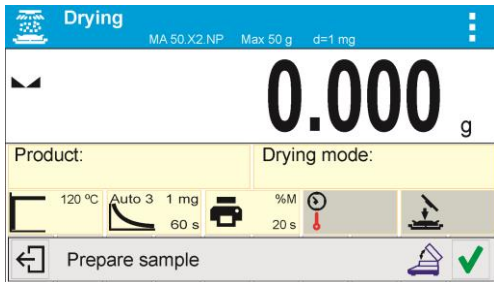 Drying
MA 50.X2.NP Max 50 g d=1 mg
0.000 g
Product: Drying mode:
120 ºC Auto 3 1 mg %M
60 s 20 s
Prepare sample